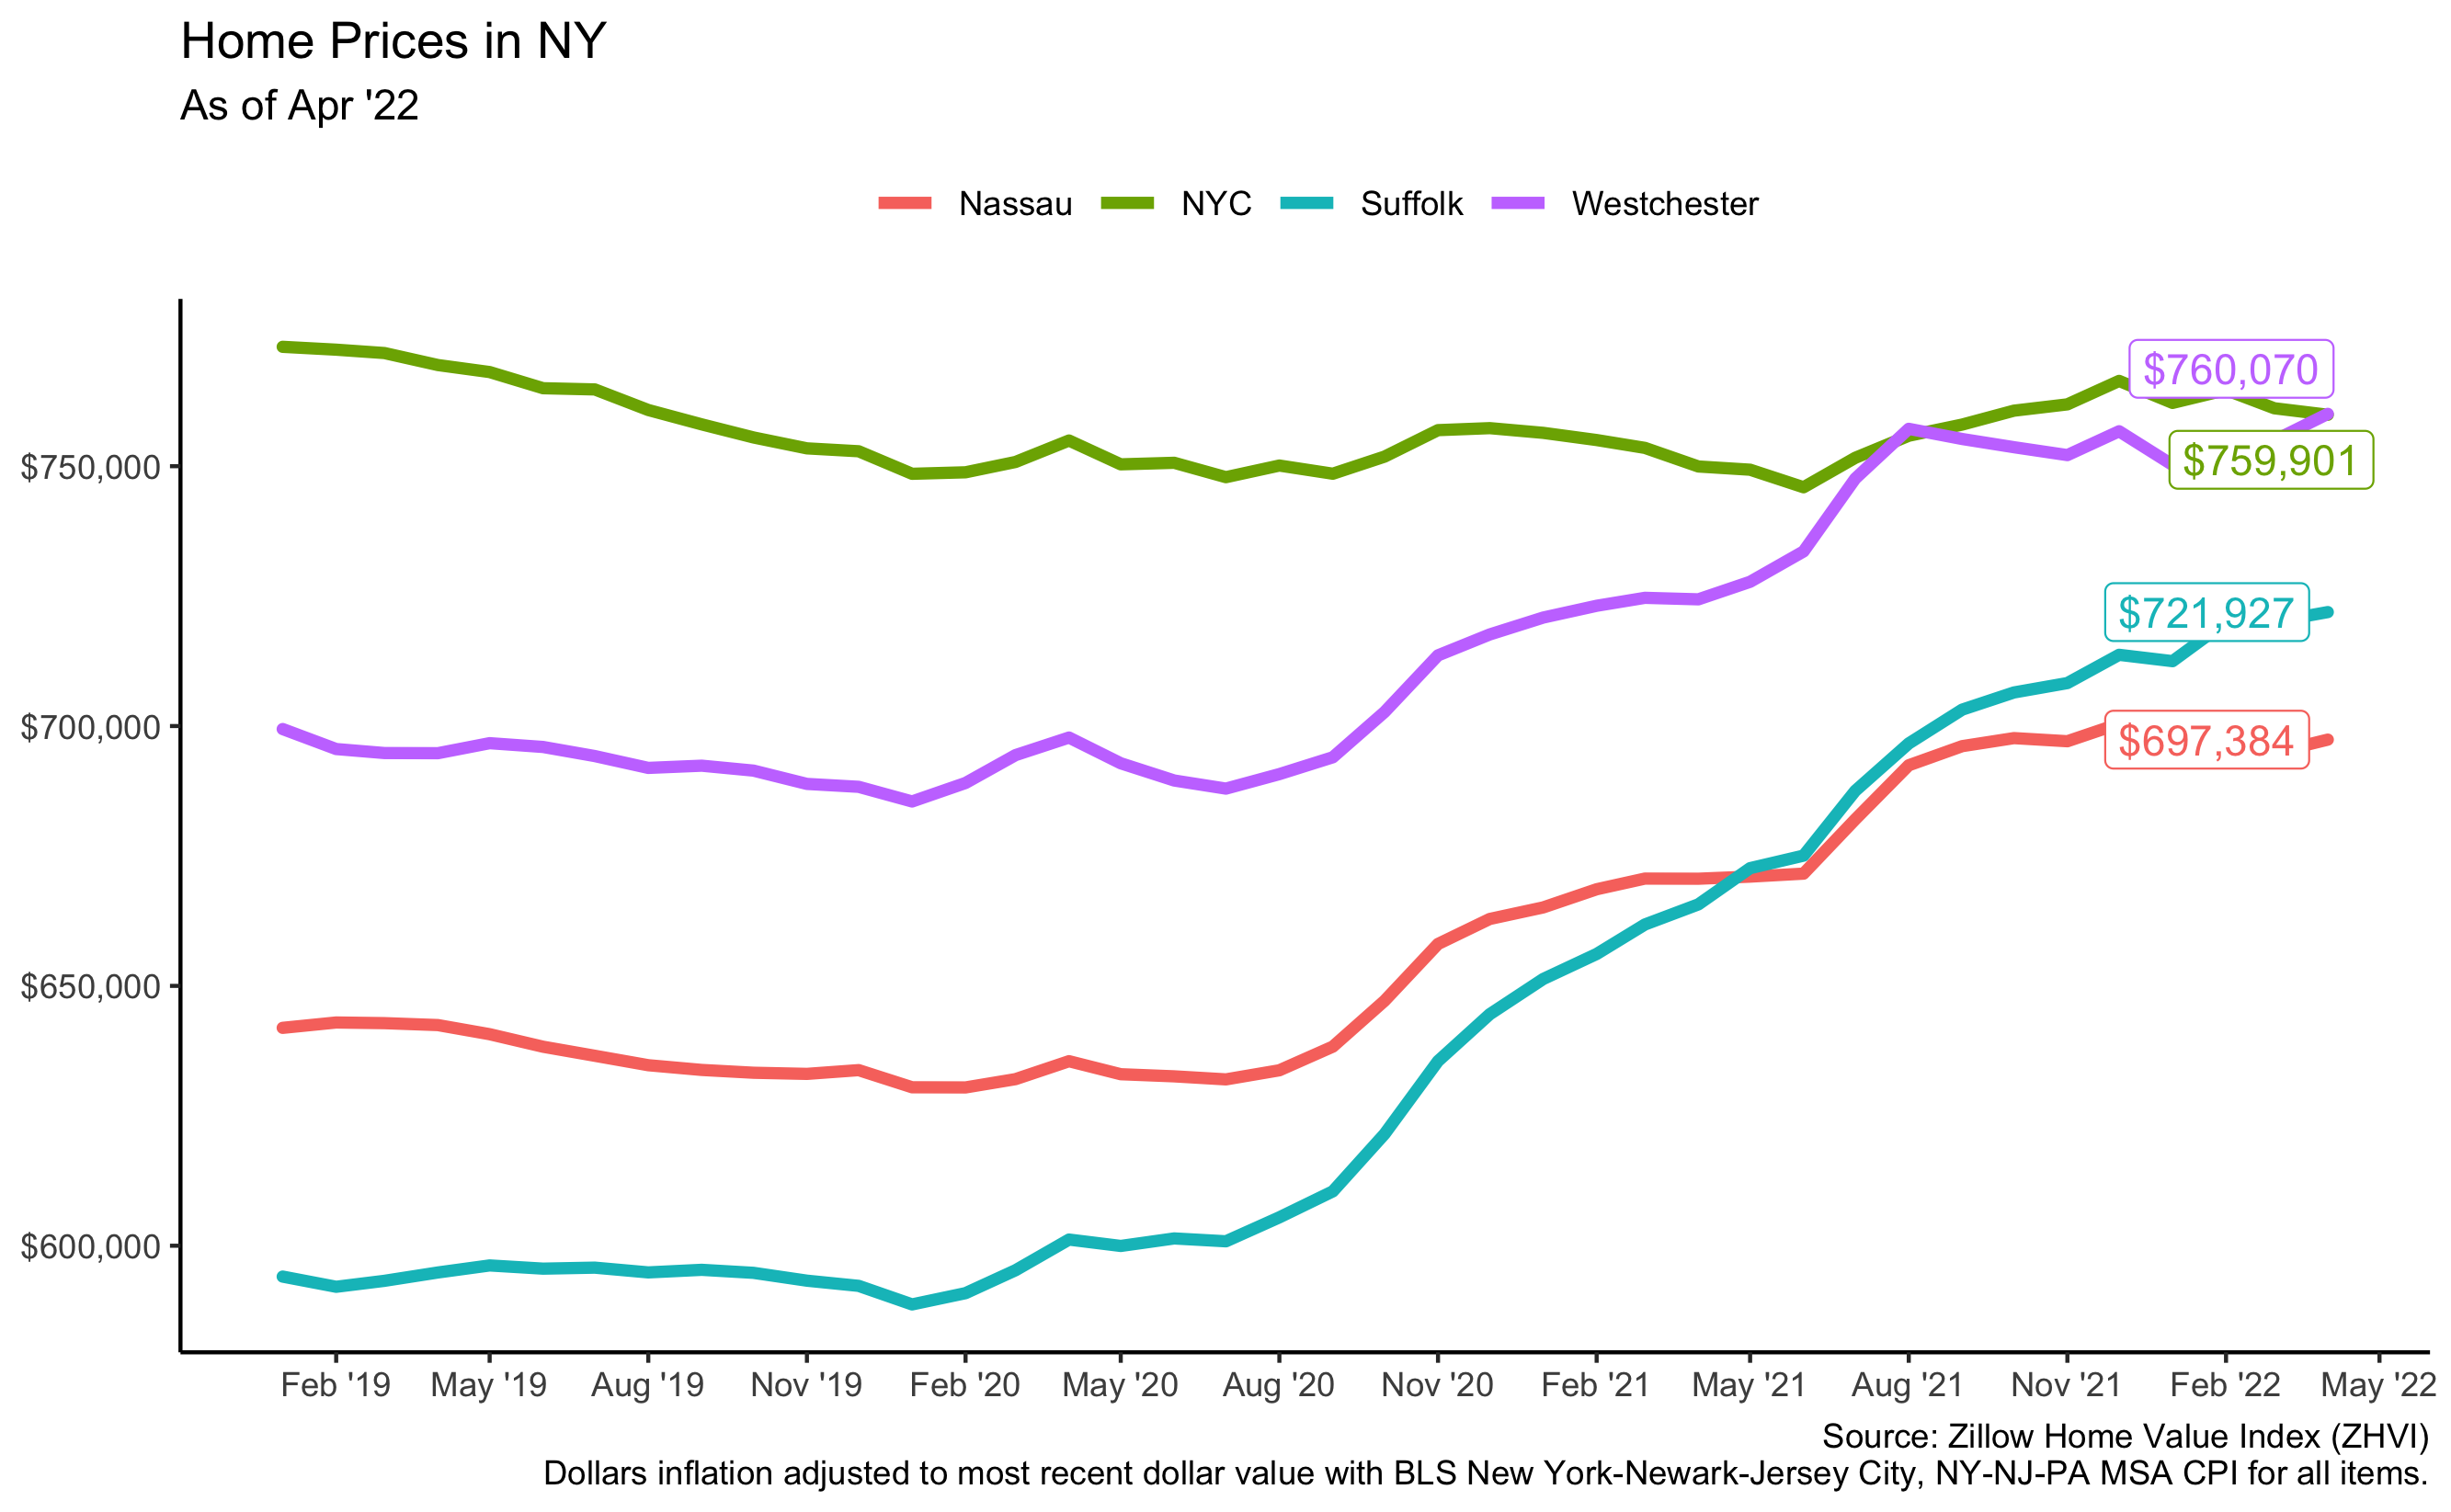 Home Prices in NY
As of Apr '22
Nassau NYC Suffolk Westchester
$760,070
$750,000
$759,901
$721,927
$700,000
$697,384
$650,000
$600,000
Feb '19 May '19 Aug '19 Nov '19 Feb '20 May '20 Aug '20 Nov '20 Feb '21 May '21 Aug '21 Nov '21 Feb '22 May '22
Source: Zillow Home Value Index (ZHVI)
Dollars inflation adjusted to most recent dollar value with BLS New York-Newark-Jersey City, NY-NJ-PA MSA CPI for all items.